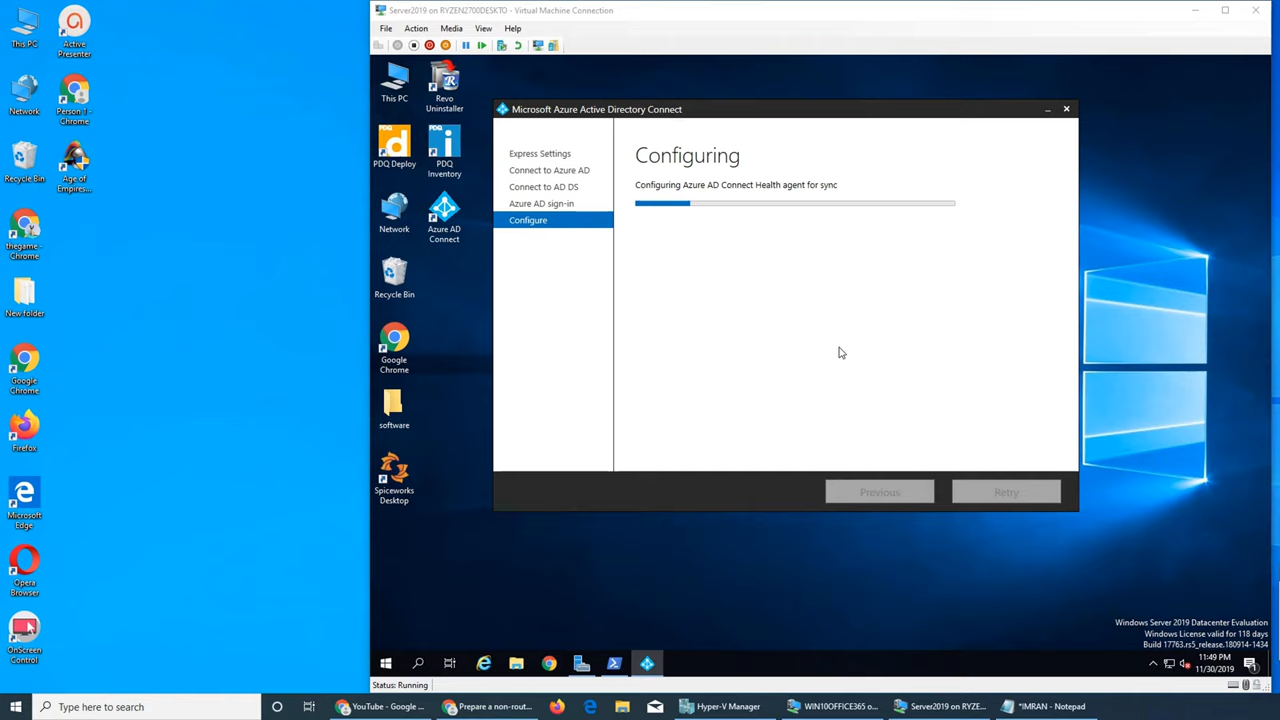 This PC
Active
Presenter
Network
Person 1 -
Chrome
Recycle Bin
Age of
Empires...
thegame -
Chrome
New folder
Google
Chrome
Firefox
Microsoft
Edge
Opera
Browser
OnScreen
Control
Server2019 on RYZEN2700DESKTO - Virtual Machine Connection
File Action Media View Help
This PC
Revo
Uninstaller
PDQ Deploy
PDQ
Inventory
Network
Azure AD
Connect
Recycle Bin
Google
Chrome
software
Spiceworks
Desktop
Microsoft Azure Active Directory Connect
Express Settings
Connect to Azure AD
Connect to AD DS
Azure AD sign-in
Configure
Configuring
Configuring Azure AD Connect Health agent for sync
Previous
Retry
Windows Server 2019 Datacenter Evaluation
Windows License valid for 118 days
Build 17763.rs5_release.180914-1434
11:49 PM
11/30/2019
Status: Running
Type here to search
YouTube - Google ...
Prepare a non-rout...
Hyper-V Manager
WIN10OFFICE365 o...
Server2019 on RYZE...
*IMRAN - Notepad